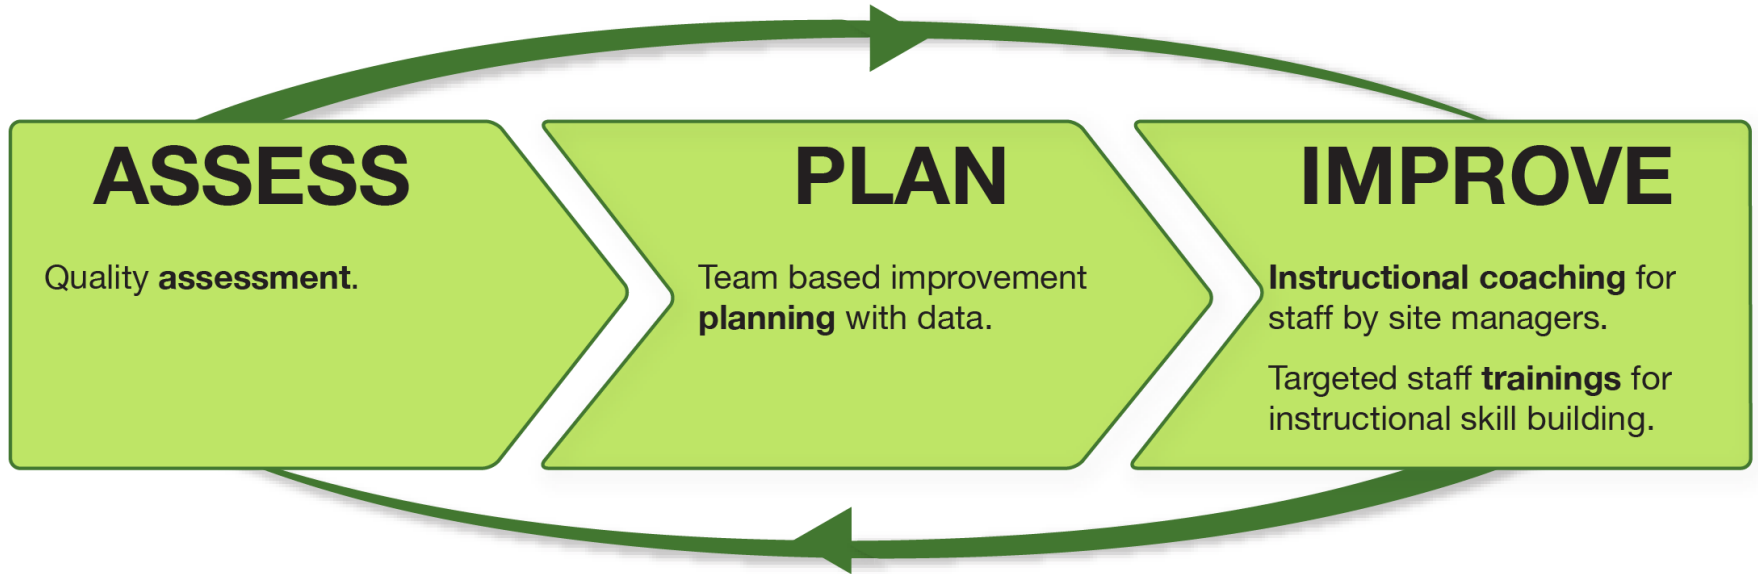 ASSESS
Quality assessment.
PLAN
Team based improvement
planning with data.
IMPROVE
Instructional coaching for
staff by site managers.
Targeted staff trainings for
instructional skill building.